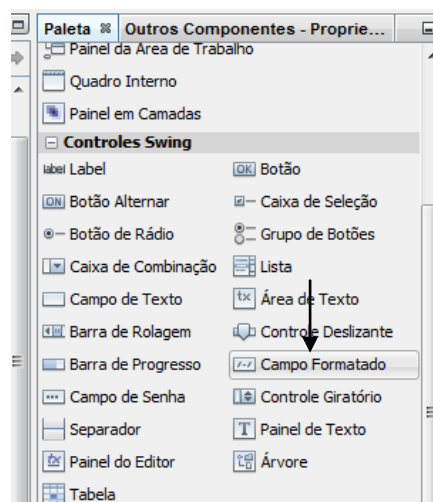 Paleta Outros Componentes - Proprie...
Painel da Área de Trabalho
Quadro Interno
Painel em Camadas
Controles Swing
label Label OK Botão
ON Botão Alternar Caixa de Seleção
Botão de Rádio Grupo de Botões
Caixa de Combinação Lista
Campo de Texto tx Área de Texto
Barra de Rolagem Controle Deslizante
Barra de Progresso Campo Formatado
Campo de Senha Controle Giratório
Separador T Painel de Texto
Painel do Editor Árvore
Tabela